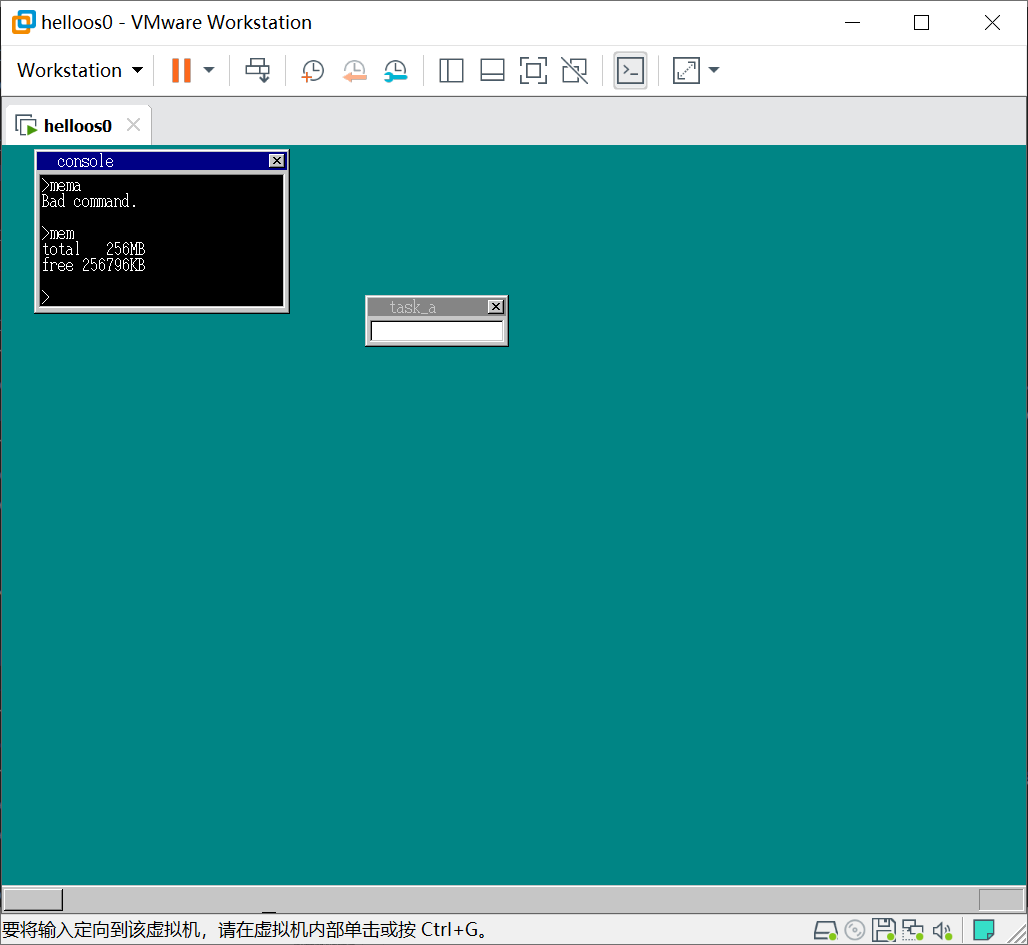 helloos0 - VMware Workstation
Workstation
helloos0
console
>mema
Bad command.
>mem
total   256MB
free 256796KB
>
task_a
要将输入定向到该虚拟机，请在虚拟机内部单击或按 Ctrl+G。